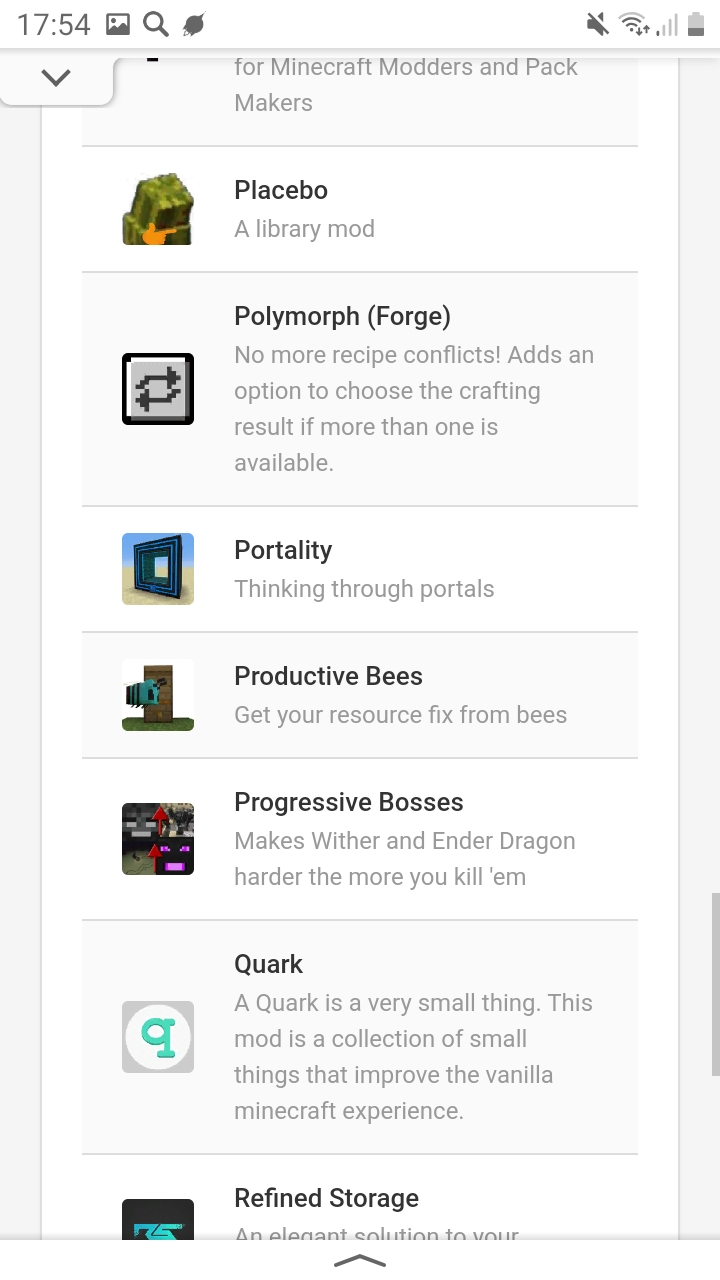 17:54
for Minecraft Modders and Pack
Makers
Placebo
A library mod
Polymorph (Forge)
No more recipe conflicts! Adds an
option to choose the crafting
result if more than one is
available.
Portality
Thinking through portals
Productive Bees
Get your resource fix from bees
Progressive Bosses
Makes Wither and Ender Dragon
harder the more you kill 'em
Quark
A Quark is a very small thing. This
mod is a collection of small
things that improve the vanilla
minecraft experience.
q
Refined Storage
An elegant solution to your
RS